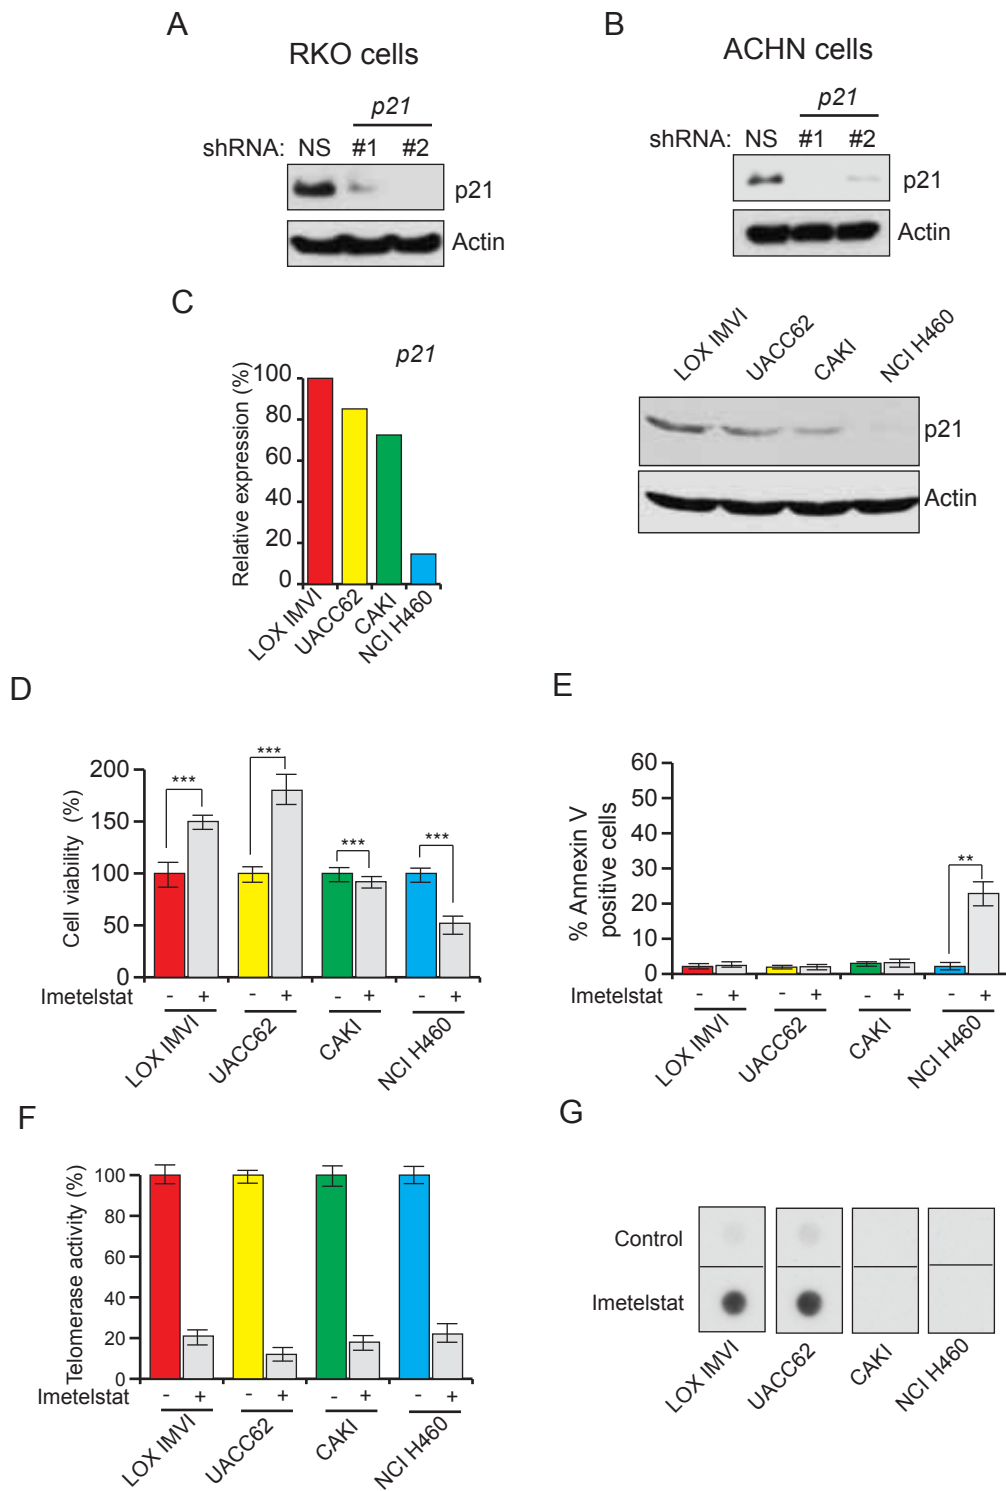 A
RKO cells
p21
shRNA: NS #1 #2
p21
Actin
B
ACHN cells
p21
shRNA: NS #1 #2
p21
Actin
C
p21
Relative expression (%)
100
80
60
40
20
0
LOX IMVI
UACC62
CAKI
NCI H460
LOX IMVI
UACC62
CAKI
NCI H460
p21
Actin
D
Cell viability (%)
200
150
100
50
0
***
***
***
***
Imetelstat - + - + - + - +
LOX IMVI
UACC62
CAKI
NCI H460
E
% Annexin V
positive cells
60
50
40
30
20
10
0
**
Imetelstat - + - + - + - +
LOX IMVI
UACC62
CAKI
NCI H460
F
Telomerase activity (%)
100
80
60
40
20
0
Imetelstat - + - + - + - +
LOX IMVI
UACC62
CAKI
NCI H460
G
Control
Imetelstat
LOX IMVI
UACC62
CAKI
NCI H460